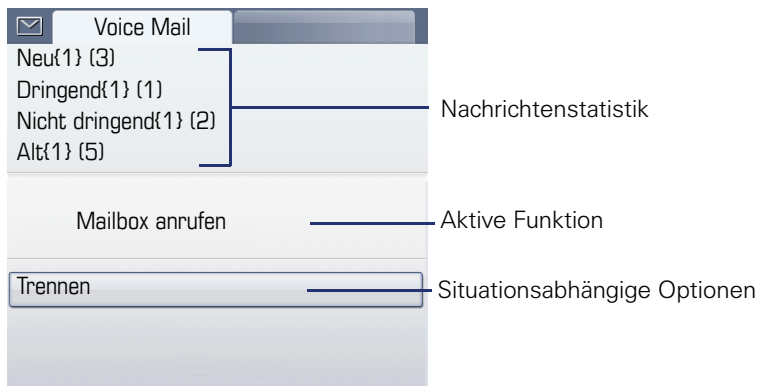 Voice Mail
Neu{1} (3)
Dringend{1} (1)
Nicht dringend{1} (2)
Alt{1} (5)
Nachrichtenstatistik
Mailbox anrufen
Aktive Funktion
Trennen
Situationsabhängige Optionen